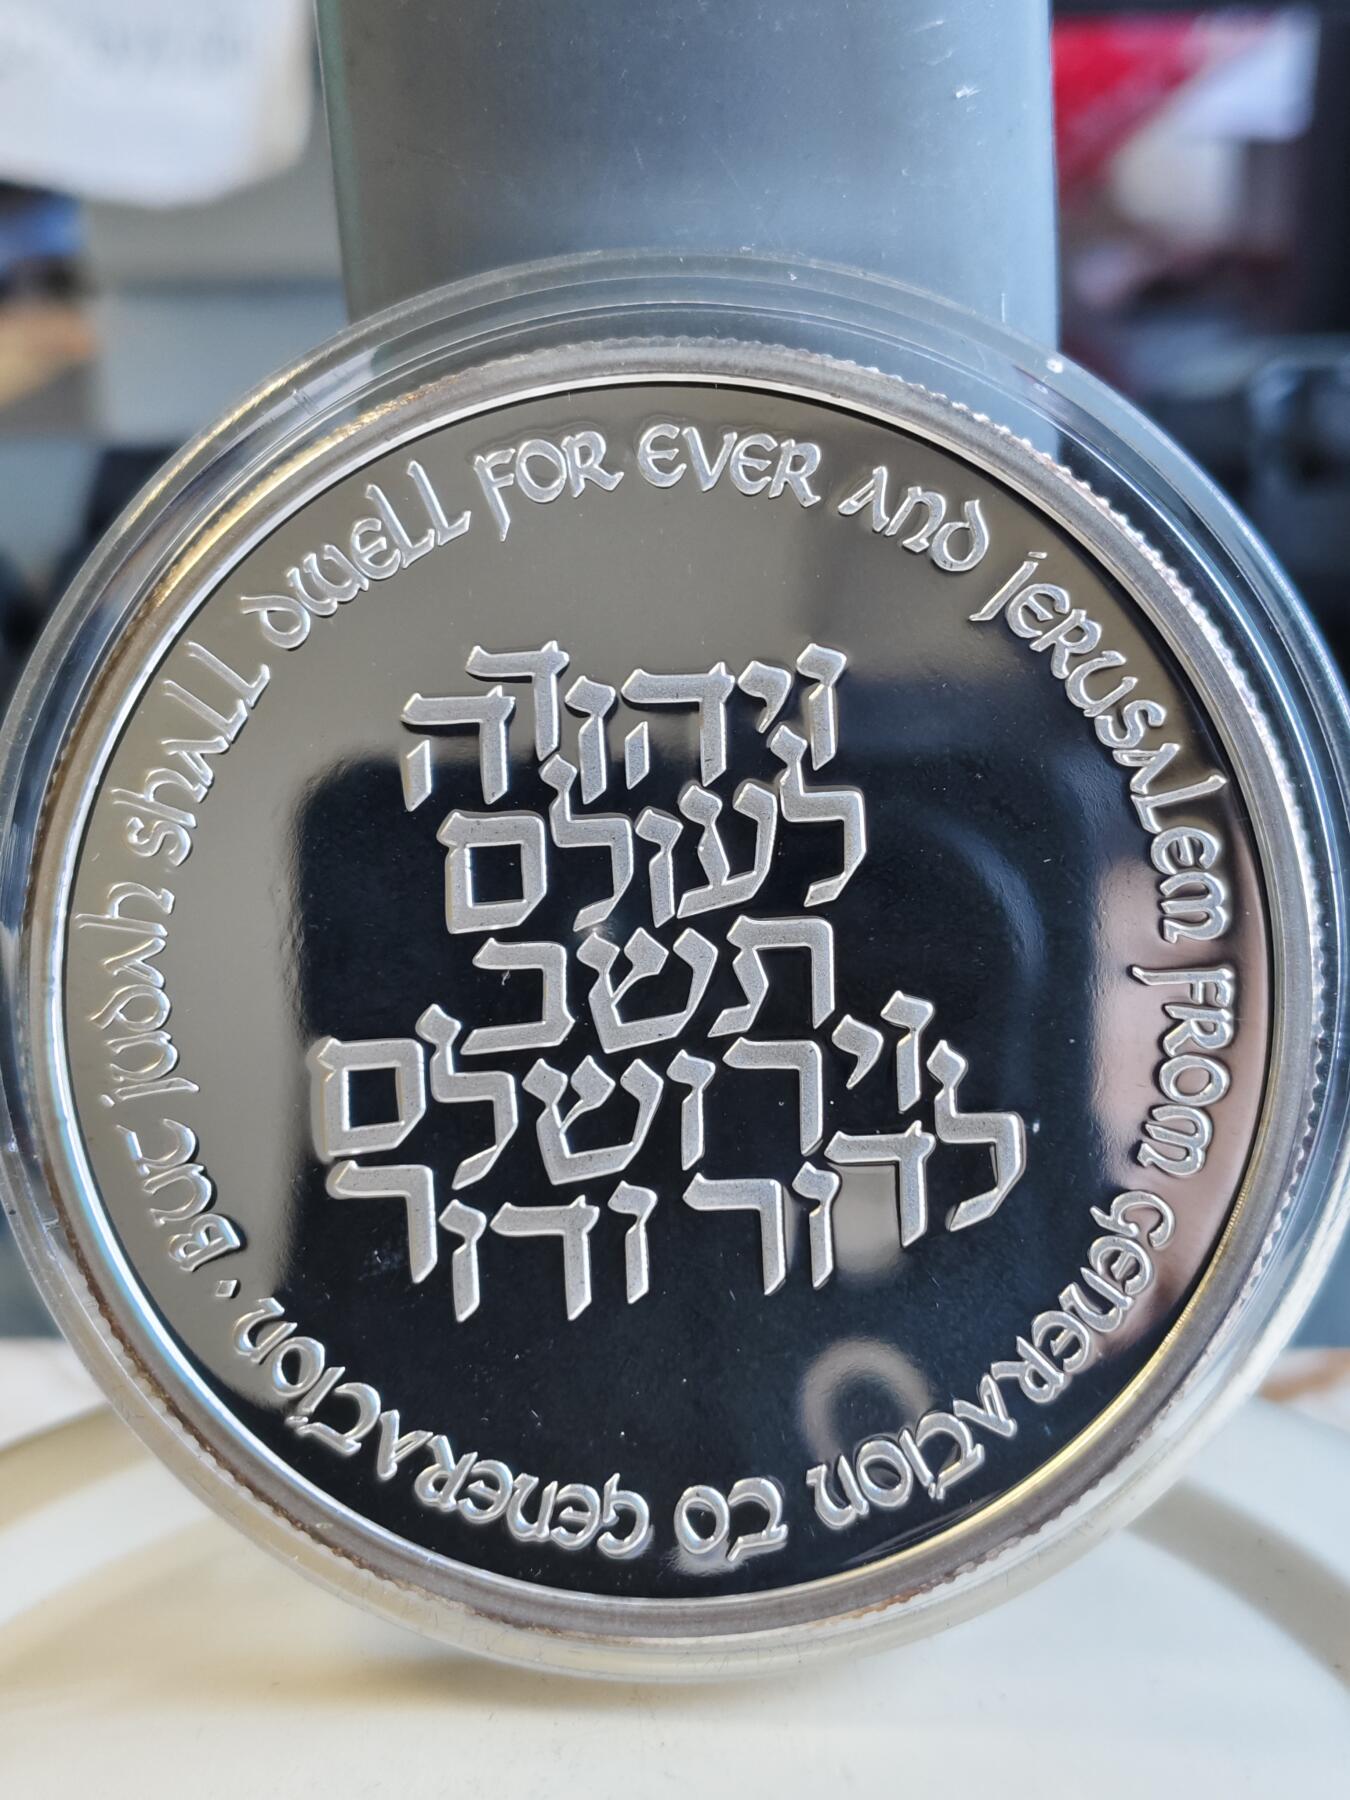 ויהודה
לעולם
תשב
וירושלם
לדור ודור
BUT JUDAH SHALL DWELL FOR EVER AND JERUSALEM FROM GENERATION TO GENERATION ·